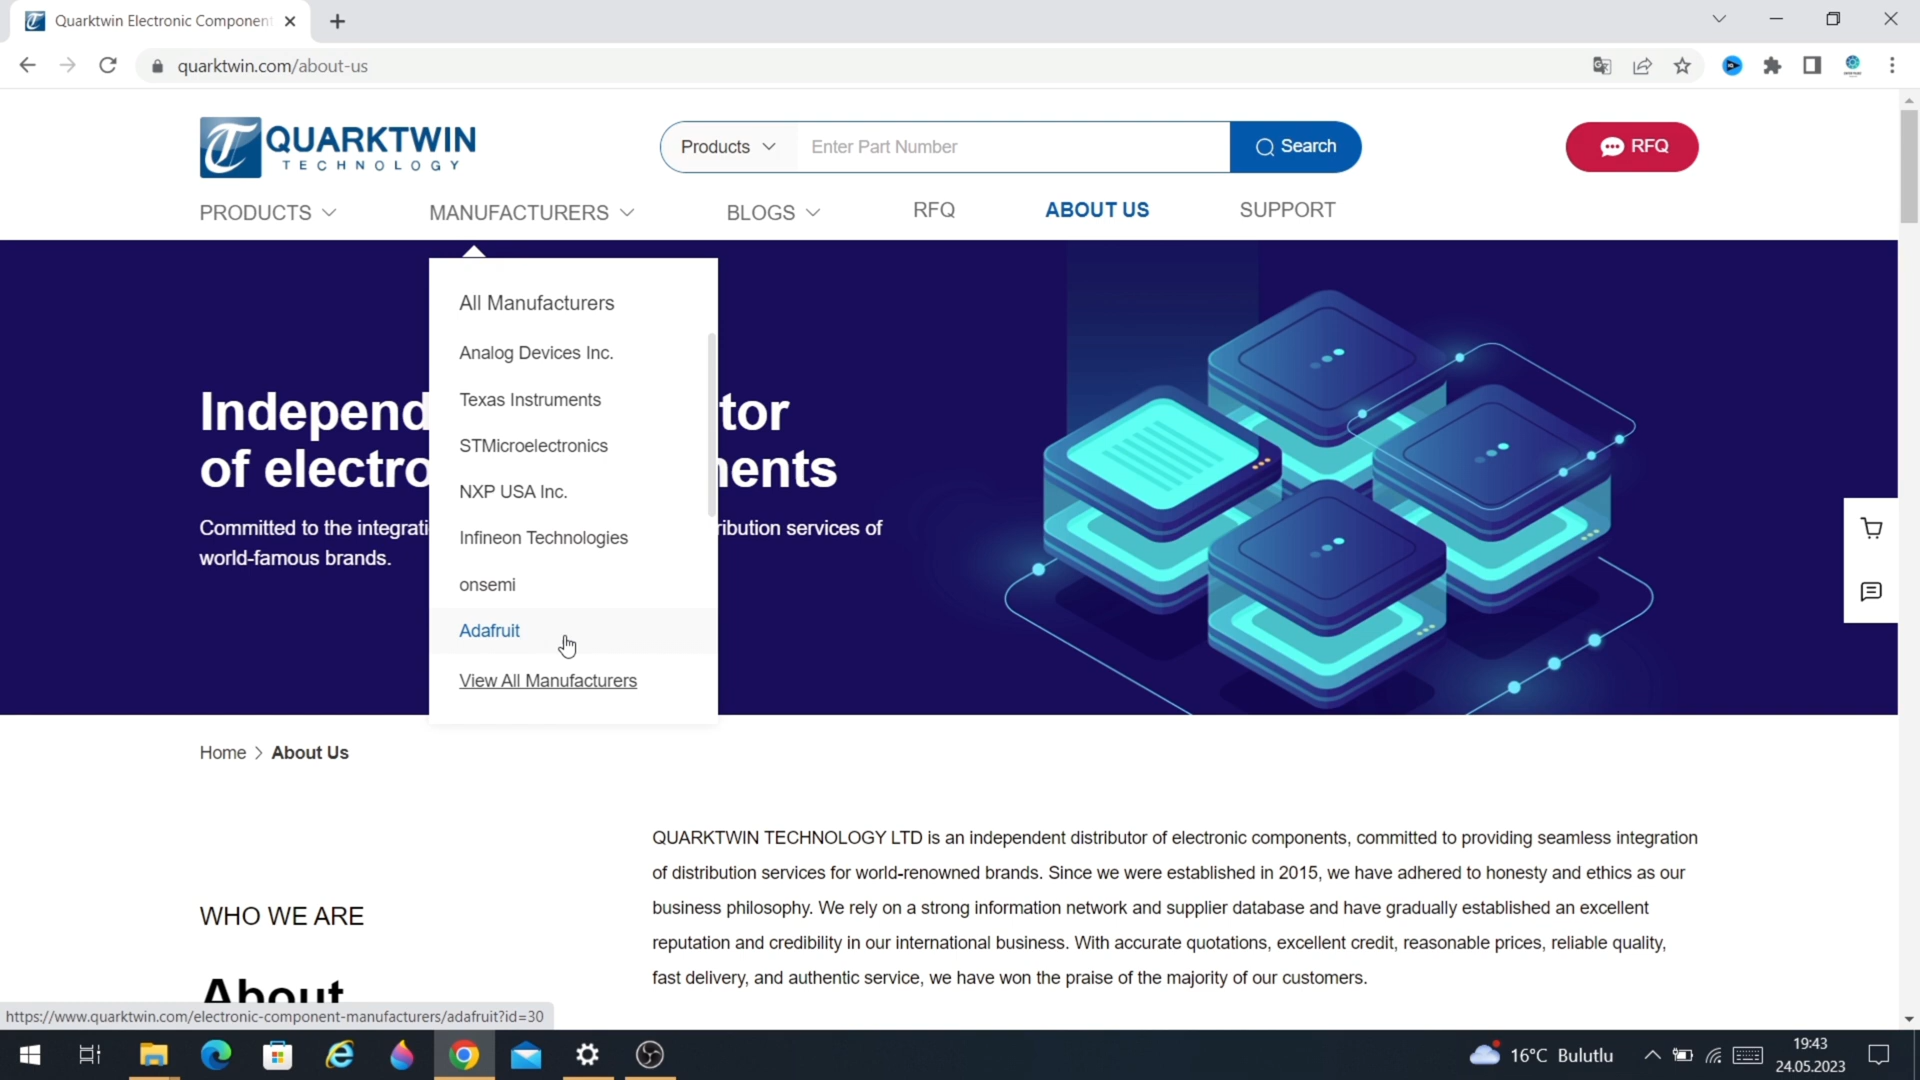 Quarktwin Electronic Component
quarktwin.com/about-us
QUARKTWIN
TECHNOLOGY
Products
Enter Part Number
Search
RFQ
PRODUCTS
MANUFACTURERS
BLOGS
RFQ
ABOUT US
SUPPORT
All Manufacturers
Analog Devices Inc.
Texas Instruments
STMicroelectronics
NXP USA Inc.
Infineon Technologies
onsemi
Adafruit
View All Manufacturers
Independ tor
of electro ents
Committed to the integrati ribution services of
world-famous brands.
Home > About Us
QUARKTWIN TECHNOLOGY LTD is an independent distributor of electronic components, committed to providing seamless integration
of distribution services for world-renowned brands. Since we were established in 2015, we have adhered to honesty and ethics as our
business philosophy. We rely on a strong information network and supplier database and have gradually established an excellent
reputation and credibility in our international business. With accurate quotations, excellent credit, reasonable prices, reliable quality,
fast delivery, and authentic service, we have won the praise of the majority of our customers.
WHO WE ARE
About
https://www.quarktwin.com/electronic-component-manufacturers/adafruit?id=30
16°C Bulutlu
19:43
24.05.2023